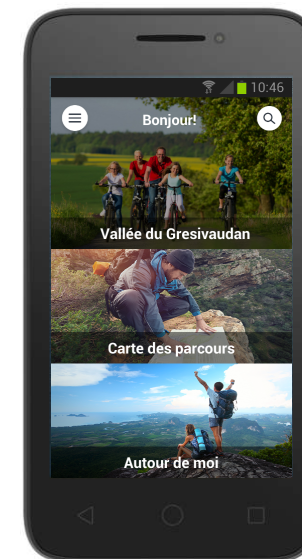 10:46
Bonjour!
Vallée du Gresivaudan
Carte des parcours
Autour de moi